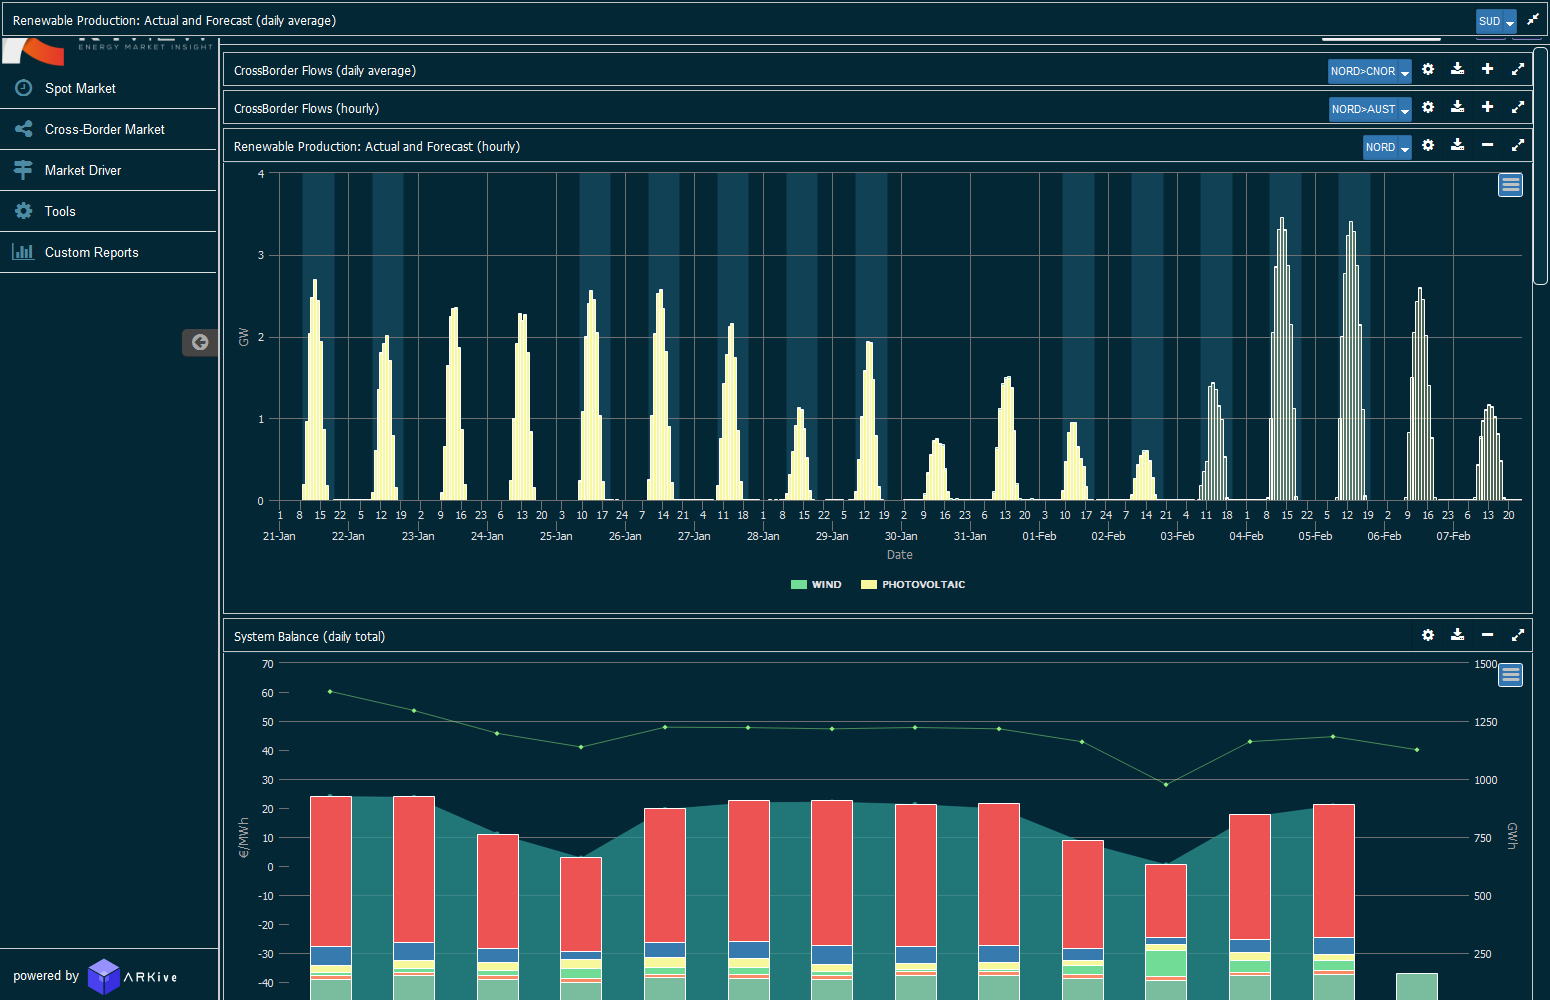 Renewable Production: Actual and Forecast (daily average)
SUD
ENERGY MARKET INSIGHT
Spot Market
Cross-Border Market
Market Driver
Tools
Custom Reports
powered by ARKive
CrossBorder Flows (daily average)
NORD>CNOR
CrossBorder Flows (hourly)
NORD>AUST
Renewable Production: Actual and Forecast (hourly)
NORD
4
3
2
1
0
GW
1 8 15 22 5 12 19 2 9 16 23 6 13 20 3 10 17 24 7 14 21 4 11 18 1 8 15 22 5 12 19 2 9 16 23 6 13 20 3 10 17 24 7 14 21 4 11 18 1 8 15 22 5 12 19 2 9 16 23 6 13 20
21-Jan 22-Jan 23-Jan 24-Jan 25-Jan 26-Jan 27-Jan 28-Jan 29-Jan 30-Jan 31-Jan 01-Feb 02-Feb 03-Feb 04-Feb 05-Feb 06-Feb 07-Feb
Date
WIND PHOTOVOLTAIC
System Balance (daily total)
70
60
50
40
30
20
10
0
-10
-20
-30
-40
€/MWh
1500
1250
1000
750
500
250
GWh